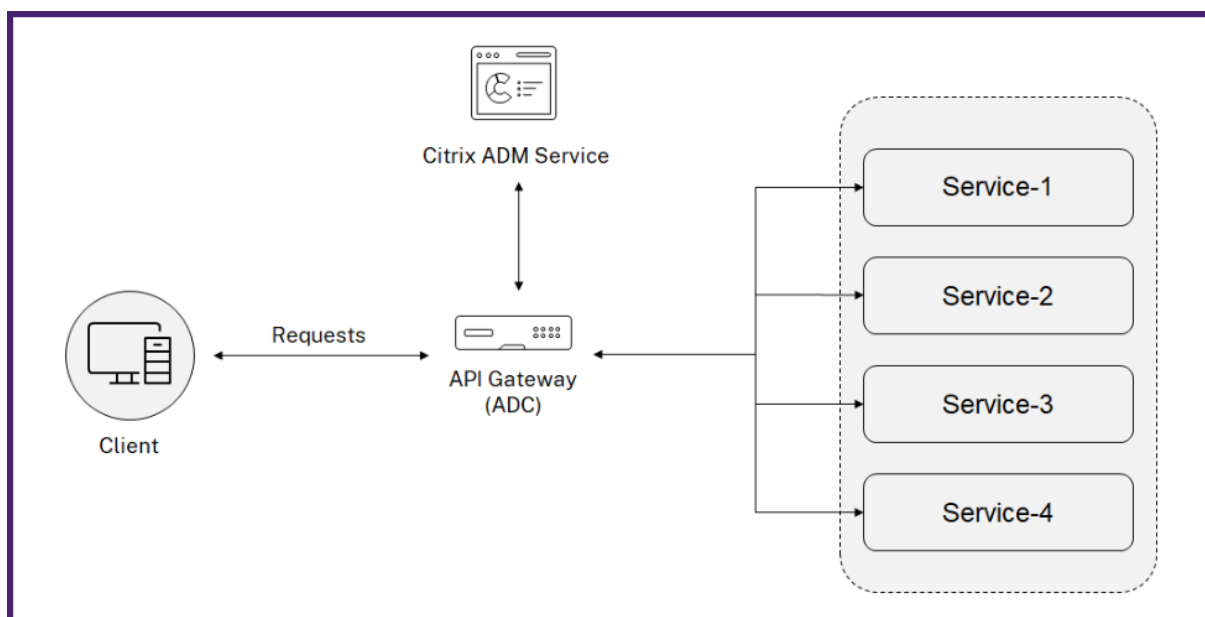 Citrix ADM Service
Service-1
Service-2
Requests
API Gateway
(ADC)
Service-3
Client
Service-4